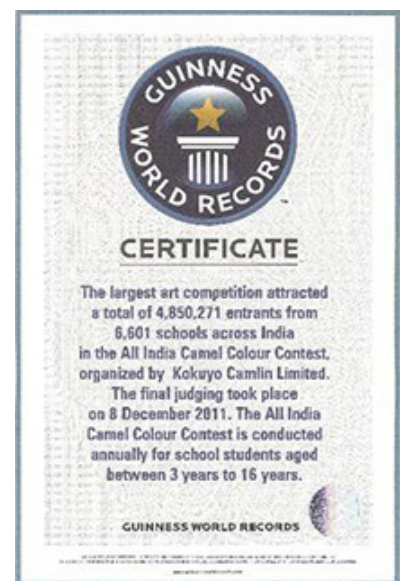 GUINNESS
WORLD RECORDS
CERTIFICATE
The largest art competition attracted
a total of 4,850,271 entrants from
6,601 schools across India
in the All India Camel Colour Contest,
organized by Kokuyo Camlin Limited.
The final judging took place
on 8 December 2011. The All India
Camel Colour Contest is conducted
annually for school students aged
between 3 years to 16 years.
GUINNESS WORLD RECORDS